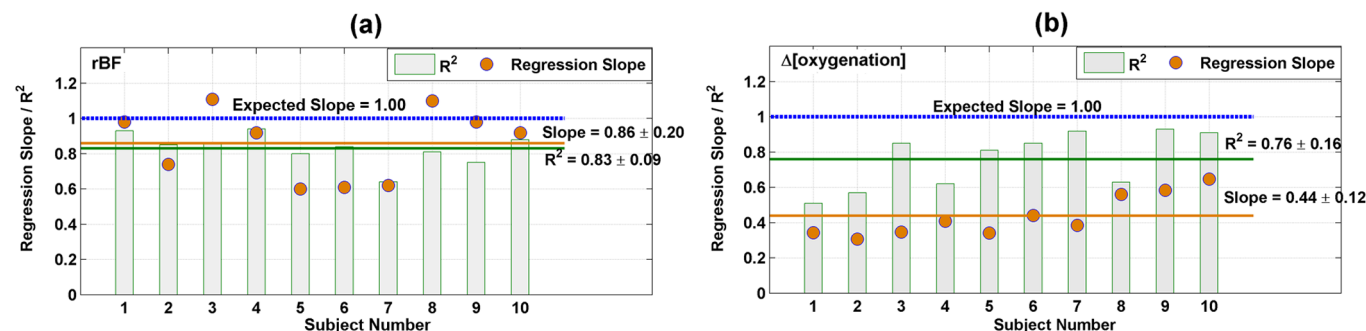 (a)
rBF
R² Regression Slope
Expected Slope = 1.00
Slope = 0.86 ± 0.20
R² = 0.83 ± 0.09
Regression Slope / R²
1.2
1
0.8
0.6
0.4
0.2
0
1 2 3 4 5 6 7 8 9 10
Subject Number
(b)
Δ[oxygenation]
R² Regression Slope
Expected Slope = 1.00
R² = 0.76 ± 0.16
Slope = 0.44 ± 0.12
Regression Slope / R²
1.2
1
0.8
0.6
0.4
0.2
0
1 2 3 4 5 6 7 8 9 10
Subject Number